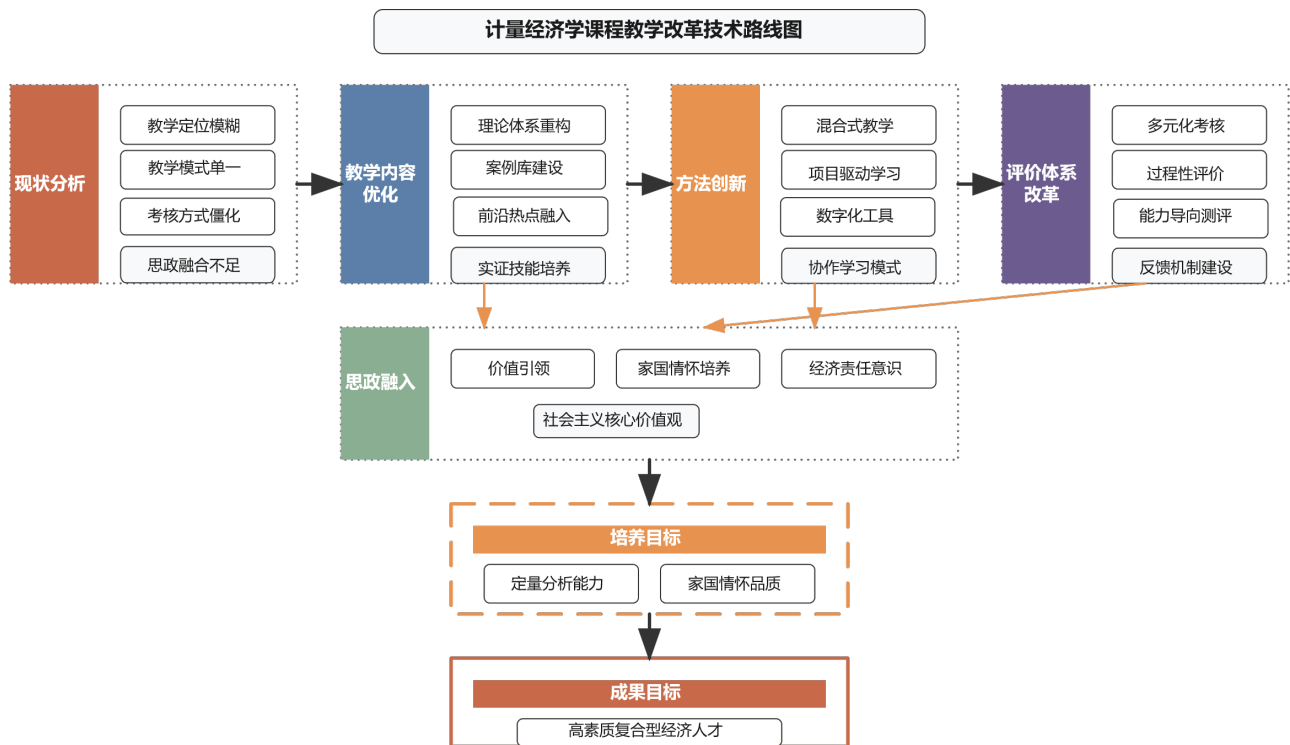 计量经济学课程教学改革技术路线图
现状分析
教学定位模糊
教学模式单一
考核方式僵化
思政融合不足
教学内容
优化
理论体系重构
案例库建设
前沿热点融入
实证技能培养
方法创新
混合式教学
项目驱动学习
数字化工具
协作学习模式
评价体系
改革
多元化考核
过程性评价
能力导向测评
反馈机制建设
思政融入
价值引领
家国情怀培养
经济责任意识
社会主义核心价值观
培养目标
定量分析能力
家国情怀品质
成果目标
高素质复合型经济人才